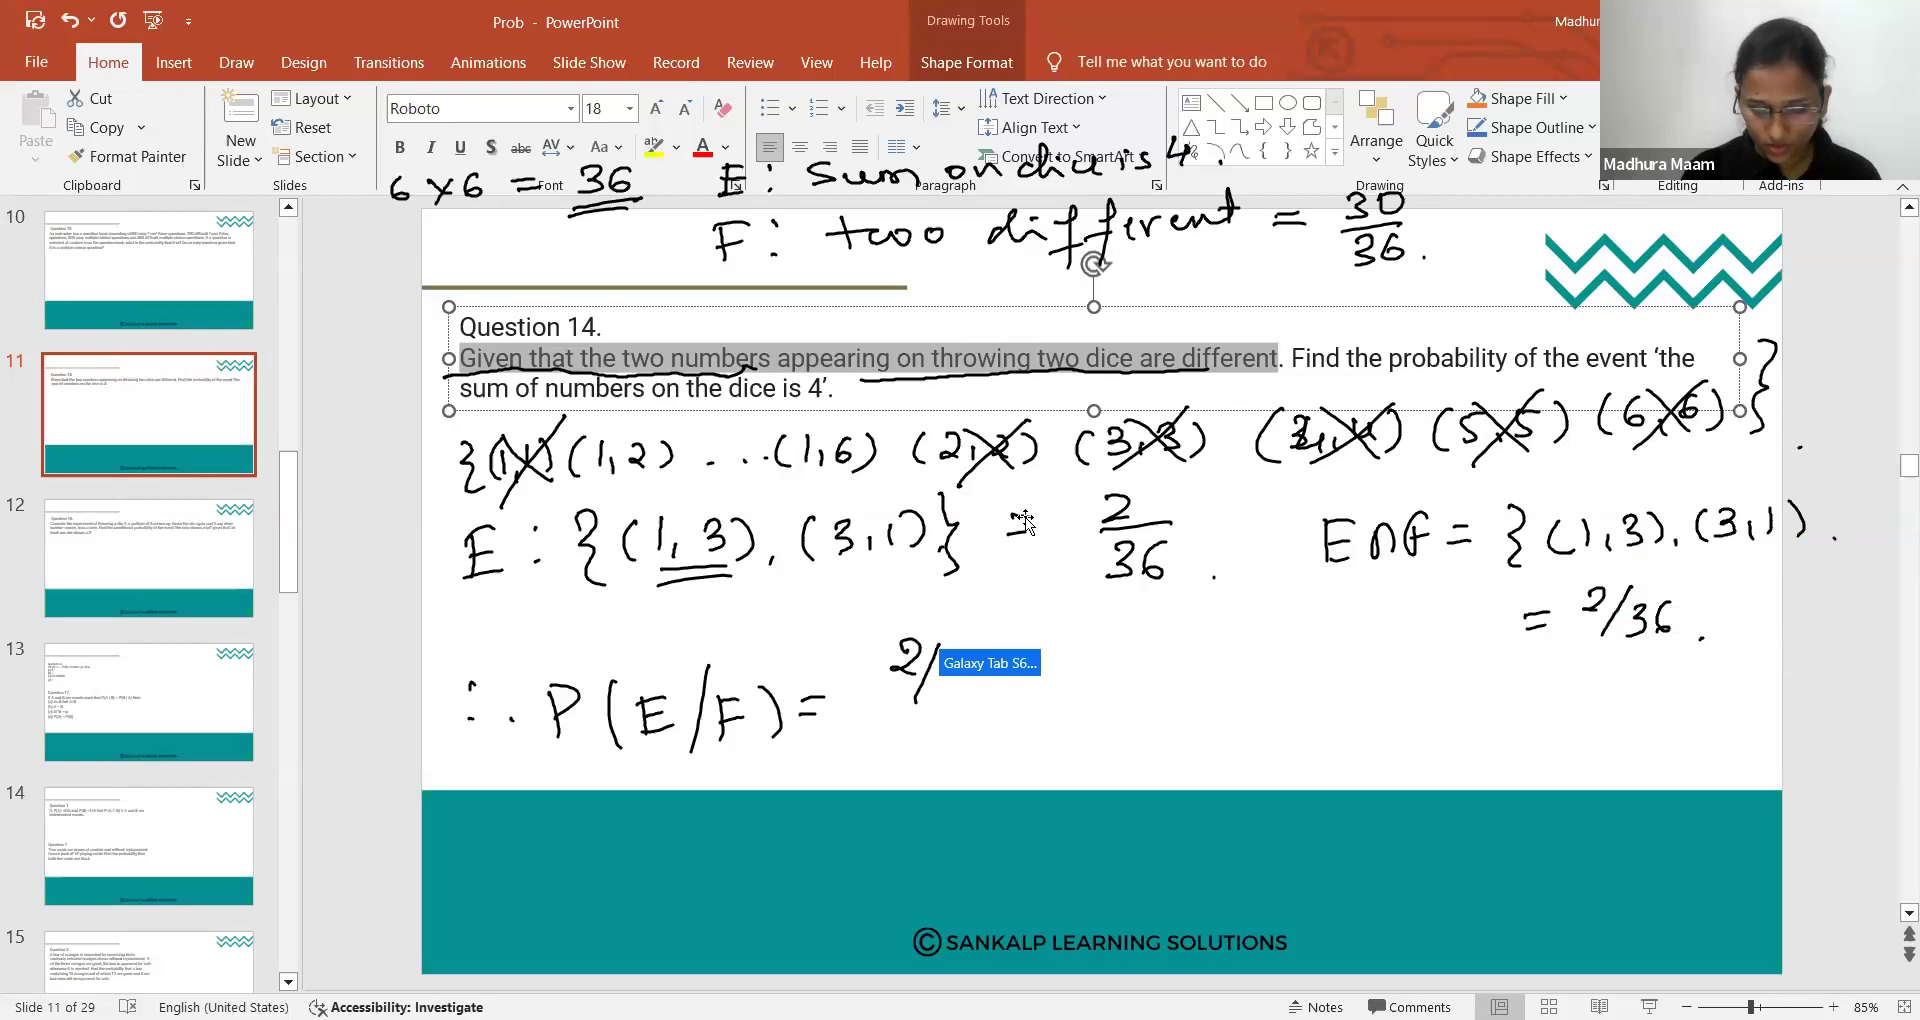 Prob - PowerPoint
Drawing Tools
Madhur
File Home Insert Draw Design Transitions Animations Slide Show Record Review View Help Shape Format Tell me what you want to do
Paste
Cut
Copy
Format Painter
Clipboard
New Slide
Layout
Reset
Section
Slides
Roboto 18
B I U S abc AV Aa A
Font
Text Direction
Align Text
Convert to SmartArt
Paragraph
Arrange
Quick Styles
Shape Fill
Shape Outline
Shape Effects
Drawing
Editing
Add-ins
Madhura Maam
6 x 6 = 36 E : Sum on dice is 4.
F : two different = 30/36 .
Question 14.
Given that the two numbers appearing on throwing two dice are different. Find the probability of the event ‘the
sum of numbers on the dice is 4’.
{(1,1) (1,2) ... (1,6) (2,2) (3,3) (4,4) (5,5) (6,6)} .
E : {(1,3), (3,1)} = 2/36 . E∩F = {(1,3), (3,1) .
= 2/36 .
∴ P(E/F) = 2/
Galaxy Tab S6...
© SANKALP LEARNING SOLUTIONS
10
11
12
13
14
15
Slide 11 of 29 English (United States) Accessibility: Investigate Notes Comments 85%